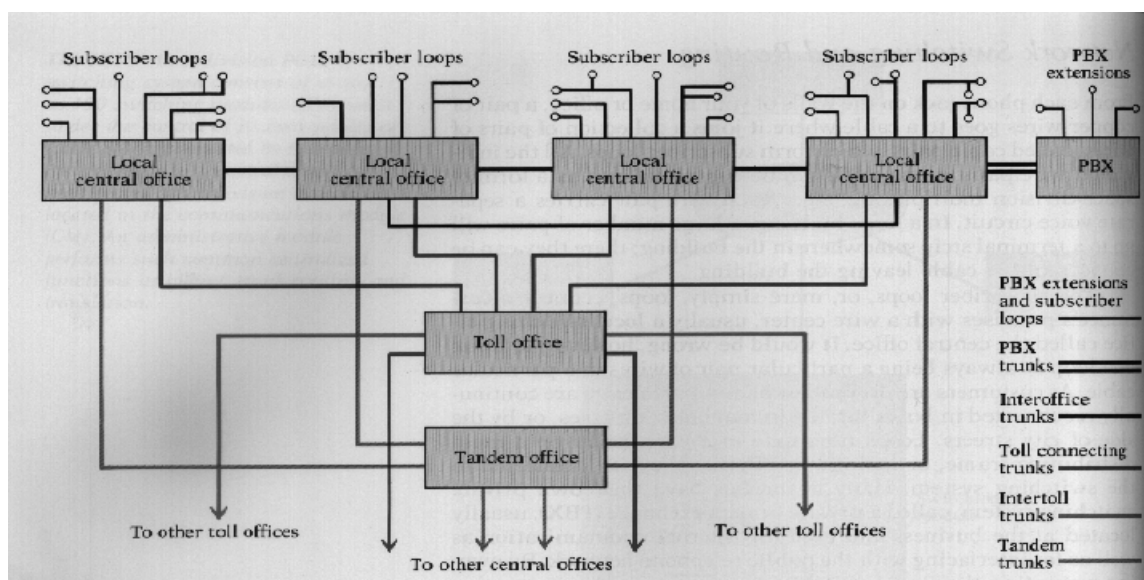 Subscriber loops
Subscriber loops
Subscriber loops
Subscriber loops
PBX
extensions
Local
central office
Local
central office
Local
central office
Local
central office
PBX
Toll office
Tandem office
To other toll offices
To other central offices
To other toll offices
PBX extensions
and subscriber
loops
PBX
trunks
Interoffice
trunks
Toll connecting
trunks
Intertoll
trunks
Tandem
trunks